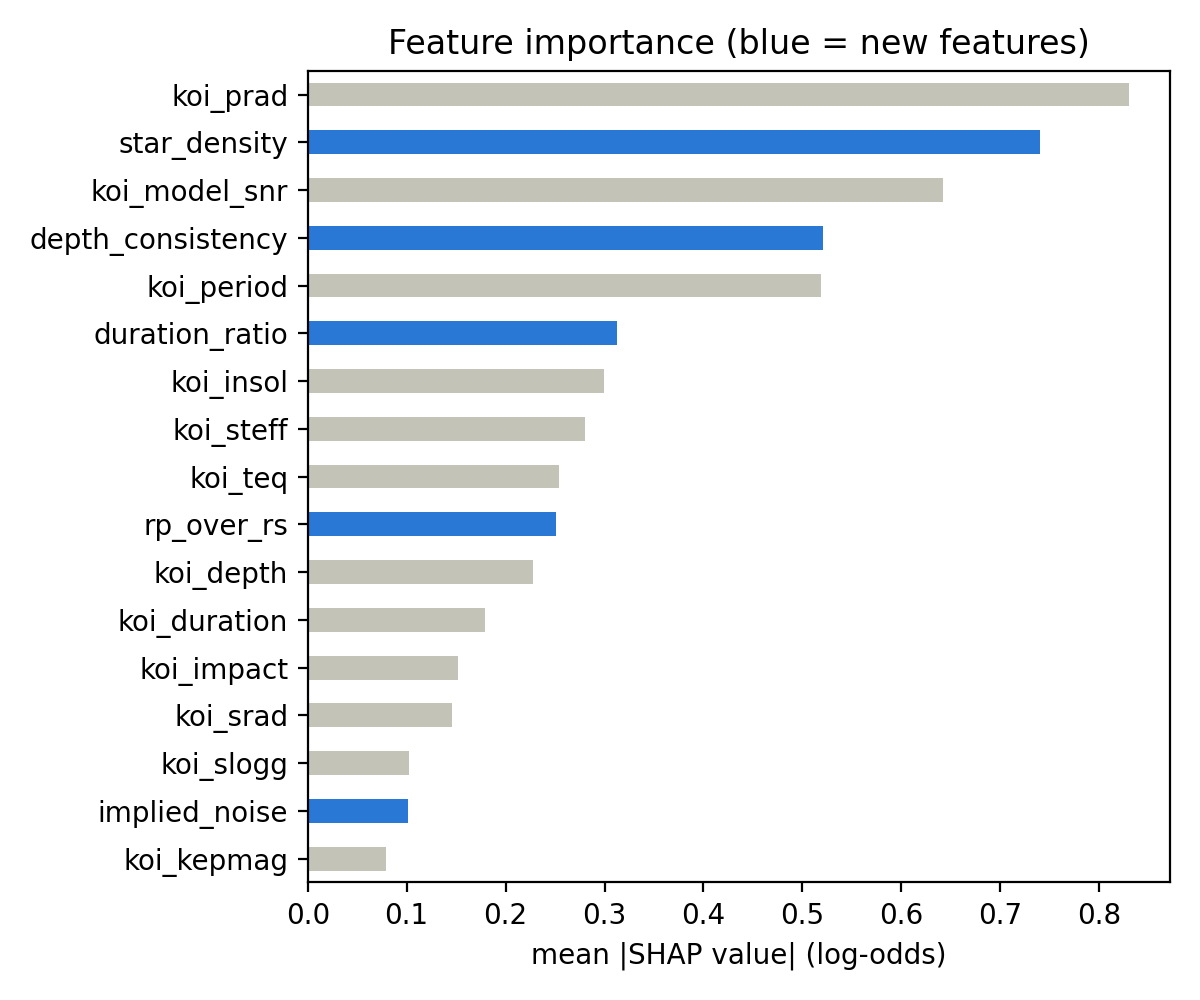 Feature importance (blue = new features)
koi_prad
star_density
koi_model_snr
depth_consistency
koi_period
duration_ratio
koi_insol
koi_steff
koi_teq
rp_over_rs
koi_depth
koi_duration
koi_impact
koi_srad
koi_slogg
implied_noise
koi_kepmag
0.0 0.1 0.2 0.3 0.4 0.5 0.6 0.7 0.8
mean |SHAP value| (log-odds)